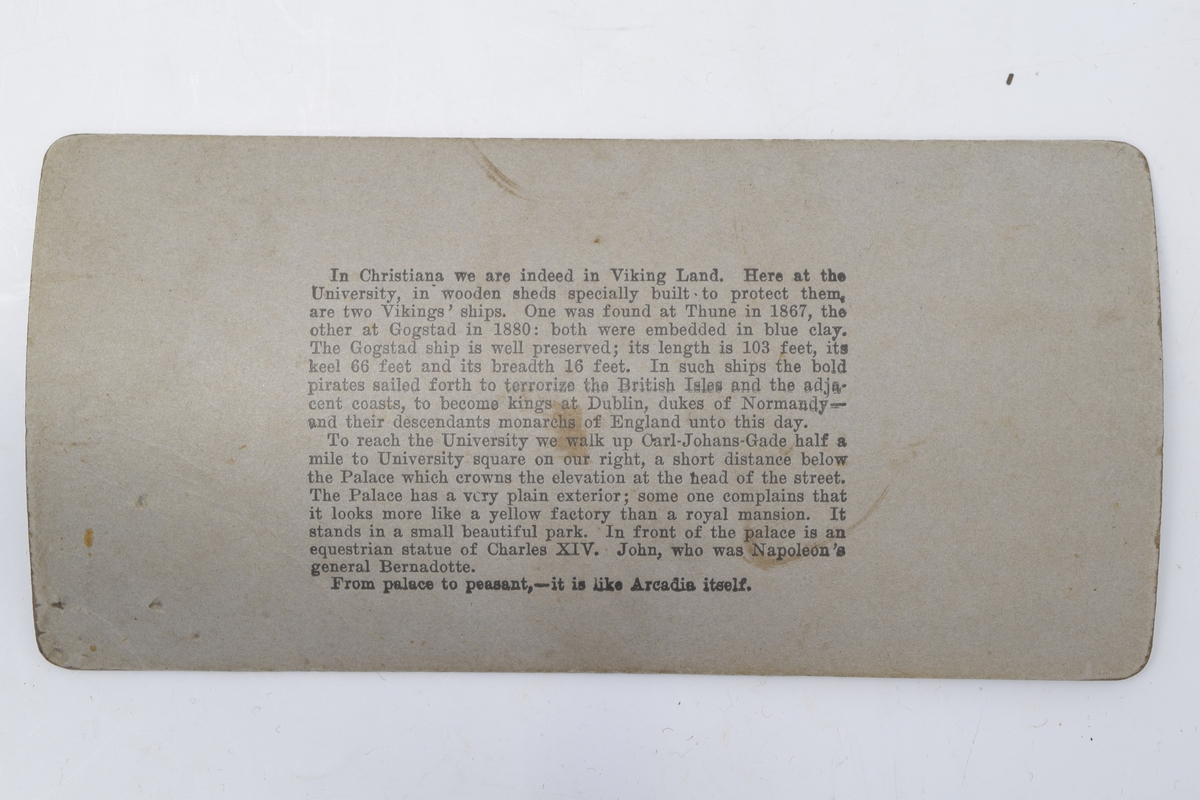 In Christiana we are indeed in Viking Land. Here at the
University, in wooden sheds specially built to protect them,
are two Vikings' ships. One was found at Thune in 1867, the
other at Gogstad in 1880: both were embedded in blue clay.
The Gogstad ship is well preserved; its length is 103 feet, its
keel 66 feet and its breadth 16 feet. In such ships the bold
pirates sailed forth to terrorize the British Isles and the adja-
cent coasts, to become kings at Dublin, dukes of Normandy—
and their descendants monarchs of England unto this day.
To reach the University we walk up Carl-Johans-Gade half a
mile to University square on our right, a short distance below
the Palace which crowns the elevation at the head of the street.
The Palace has a very plain exterior; some one complains that
it looks more like a yellow factory than a royal mansion. It
stands in a small beautiful park. In front of the palace is an
equestrian statue of Charles XIV. John, who was Napoleon's
general Bernadotte.
From palace to peasant,—it is like Arcadia itself.